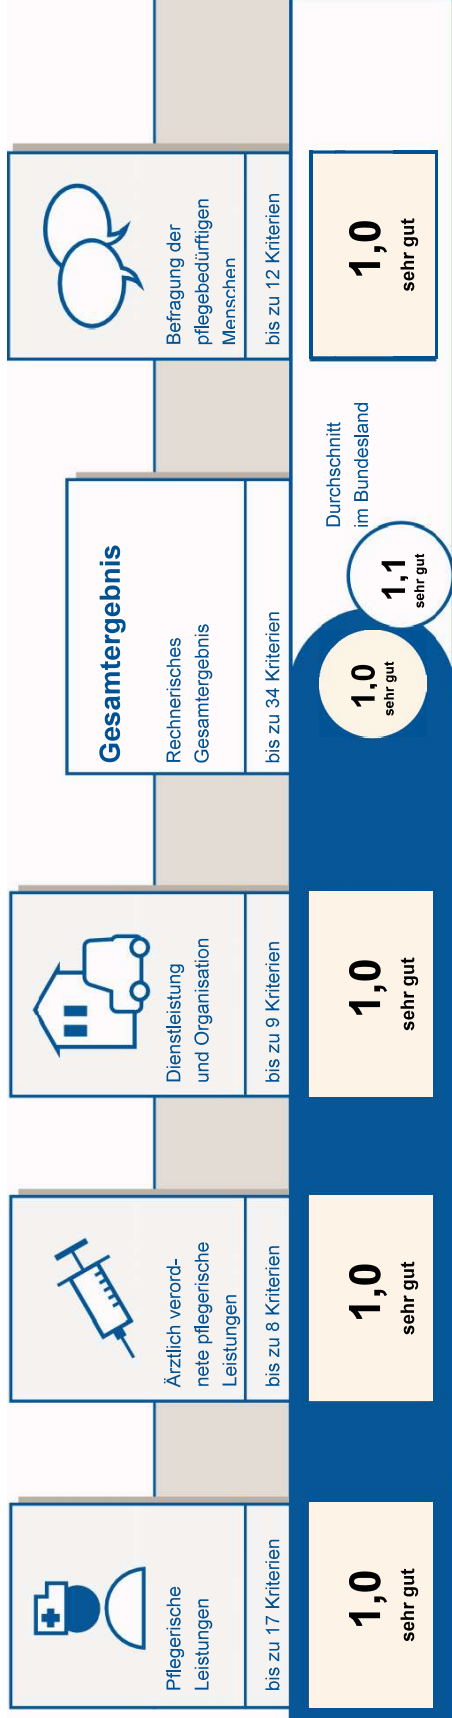 Pflegerische
Leistungen
bis zu 17 Kriterien
1,0
sehr gut
Ärztlich verord-
nete pflegerische
Leistungen
bis zu 8 Kriterien
1,0
sehr gut
Dienstleistung
und Organisation
bis zu 9 Kriterien
1,0
sehr gut
Gesamtergebnis
Rechnerisches
Gesamtergebnis
bis zu 34 Kriterien
1,0
sehr gut
Durchschnitt
im Bundesland
1,1
sehr gut
Befragung der
pflegebedürftigen
Menschen
bis zu 12 Kriterien
1,0
sehr gut